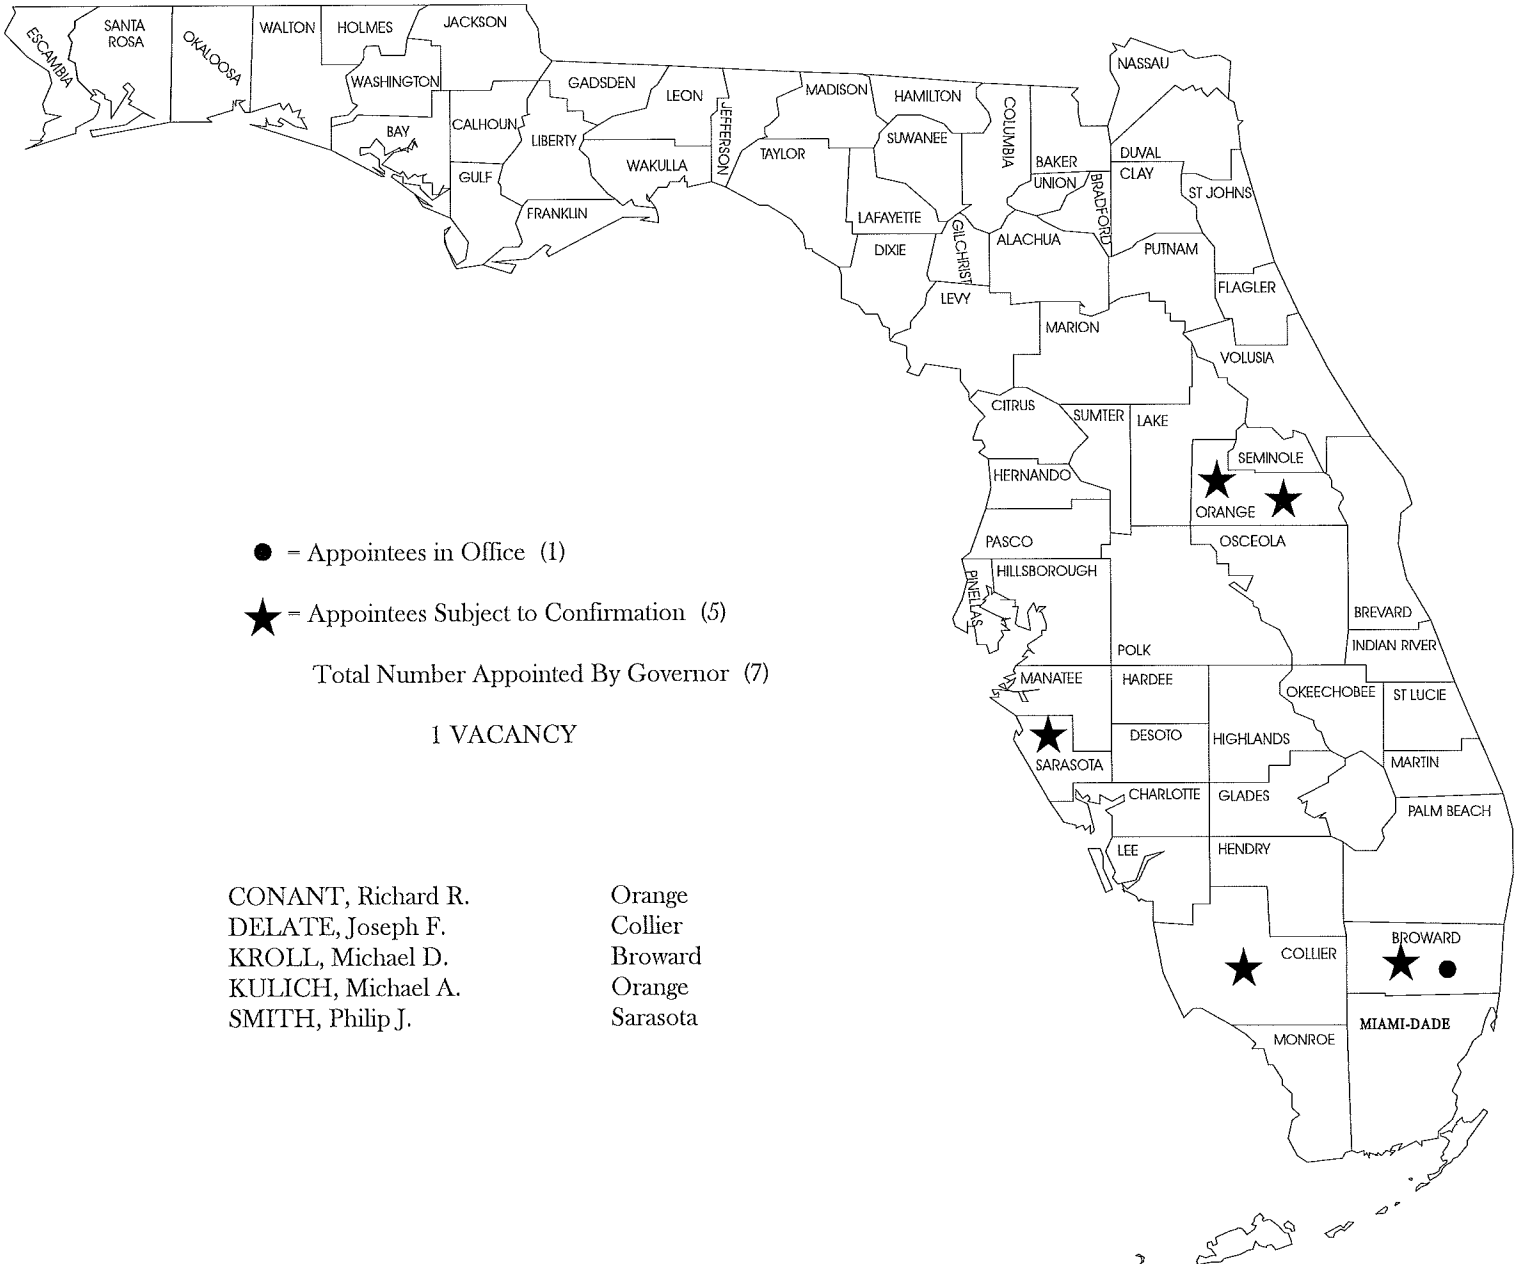 ESCAMBIA
SANTA
ROSA
OKALOOSA
WALTON
HOLMES
JACKSON
WASHINGTON
BAY
CALHOUN
GULF
GADSDEN
LIBERTY
FRANKLIN
LEON
WAKULLA
JEFFERSON
MADISON
TAYLOR
HAMILTON
SUWANEE
LAFAYETTE
DIXIE
COLUMBIA
GILCHRIST
BAKER
UNION
BRADFORD
ALACHUA
LEVY
NASSAU
DUVAL
CLAY
ST JOHNS
PUTNAM
FLAGLER
MARION
VOLUSIA
CITRUS
SUMTER
LAKE
SEMINOLE
HERNANDO
ORANGE
PASCO
OSCEOLA
PINELLAS
HILLSBOROUGH
BREVARD
POLK
INDIAN RIVER
MANATEE
HARDEE
OKEECHOBEE
ST LUCIE
DESOTO
HIGHLANDS
SARASOTA
MARTIN
CHARLOTTE
GLADES
PALM BEACH
LEE
HENDRY
BROWARD
COLLIER
MIAMI-DADE
MONROE
= Appointees in Office (1)
= Appointees Subject to Confirmation (5)
Total Number Appointed By Governor (7)
1 VACANCY
CONANT, Richard R. Orange
DELATE, Joseph F. Collier
KROLL, Michael D. Broward
KULICH, Michael A. Orange
SMITH, Philip J. Sarasota